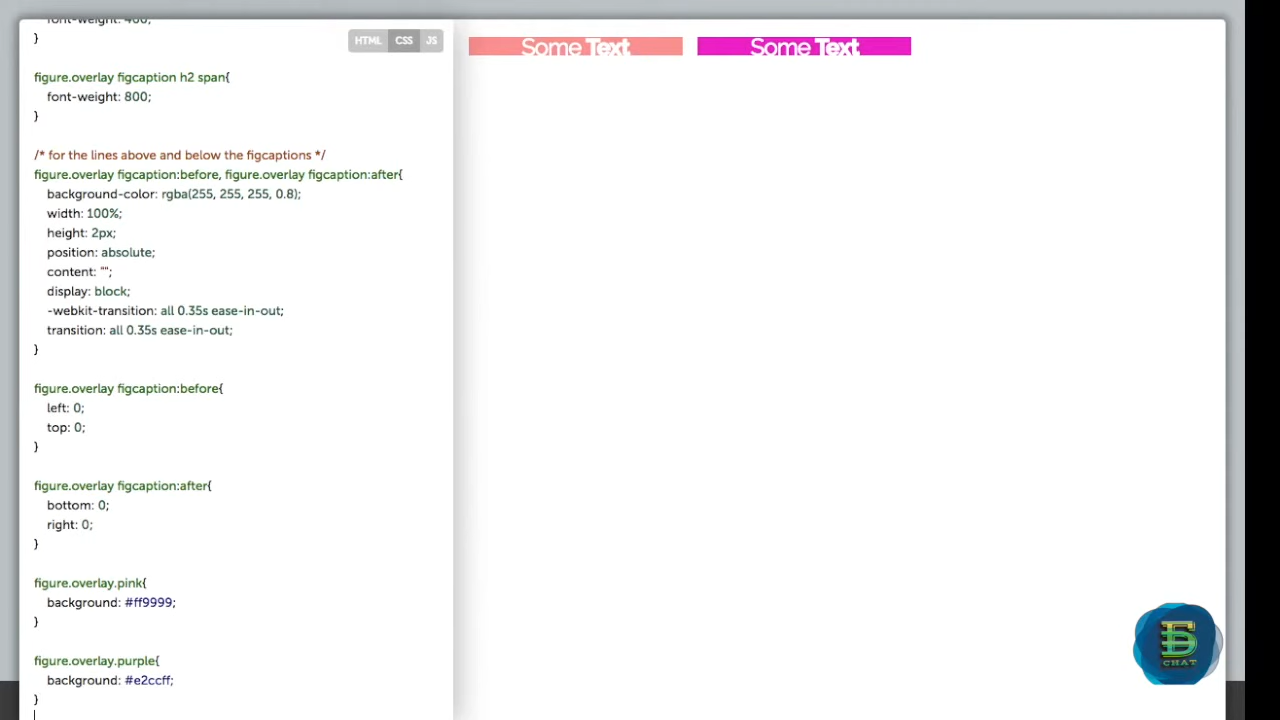 font-weight: 400;
}
HTML CSS JS
figure.overlay figcaption h2 span{
font-weight: 800;
}
/* for the lines above and below the figcaptions */
figure.overlay figcaption:before, figure.overlay figcaption:after{
background-color: rgba(255, 255, 255, 0.8);
width: 100%;
height: 2px;
position: absolute;
content: "";
display: block;
-webkit-transition: all 0.35s ease-in-out;
transition: all 0.35s ease-in-out;
}
figure.overlay figcaption:before{
left: 0;
top: 0;
}
figure.overlay figcaption:after{
bottom: 0;
right: 0;
}
figure.overlay.pink{
background: #ff9999;
}
figure.overlay.purple{
background: #e2ccff;
}
Some Text
Some Text
CHAT